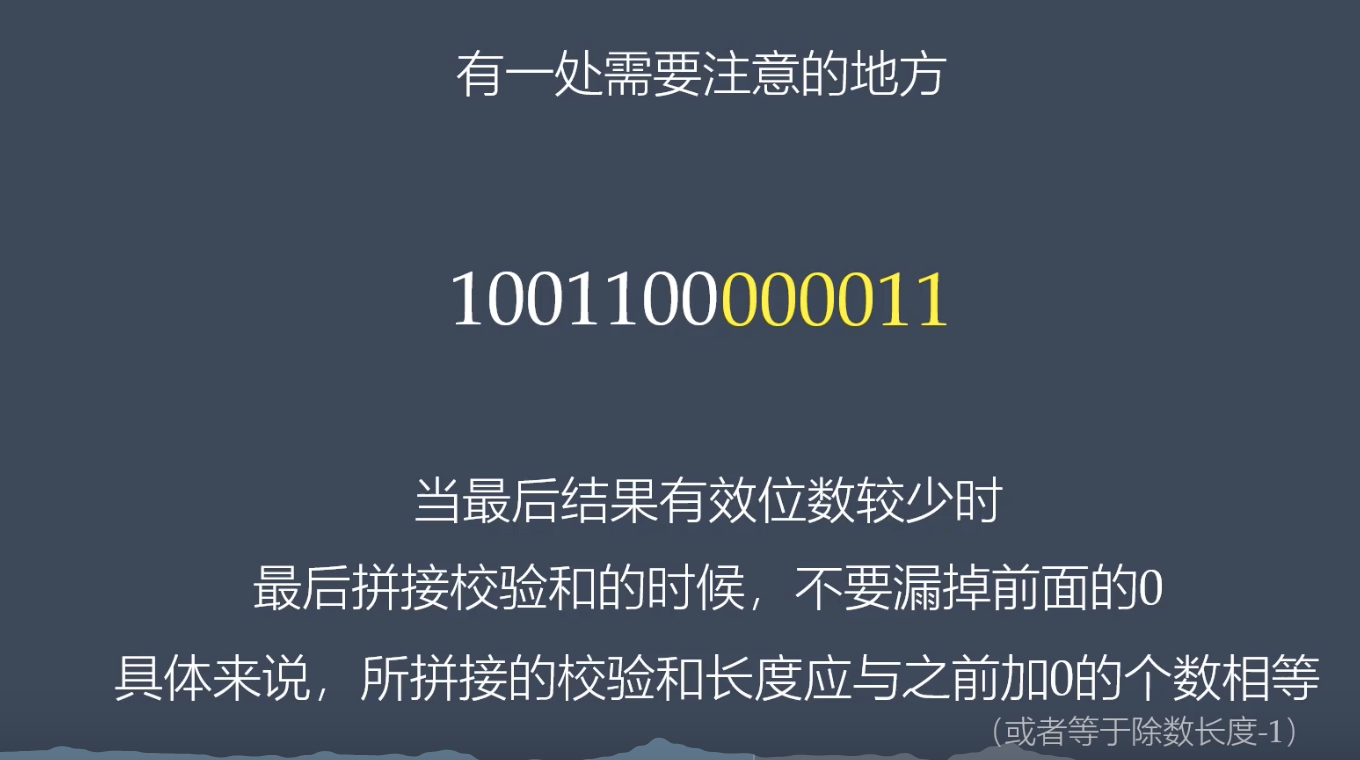 有一处需要注意的地方
1001100000011
当最后结果有效位数较少时
最后拼接校验和的时候，不要漏掉前面的0
具体来说，所拼接的校验和长度应与之前加0的个数相等
（或者等于除数长度-1）